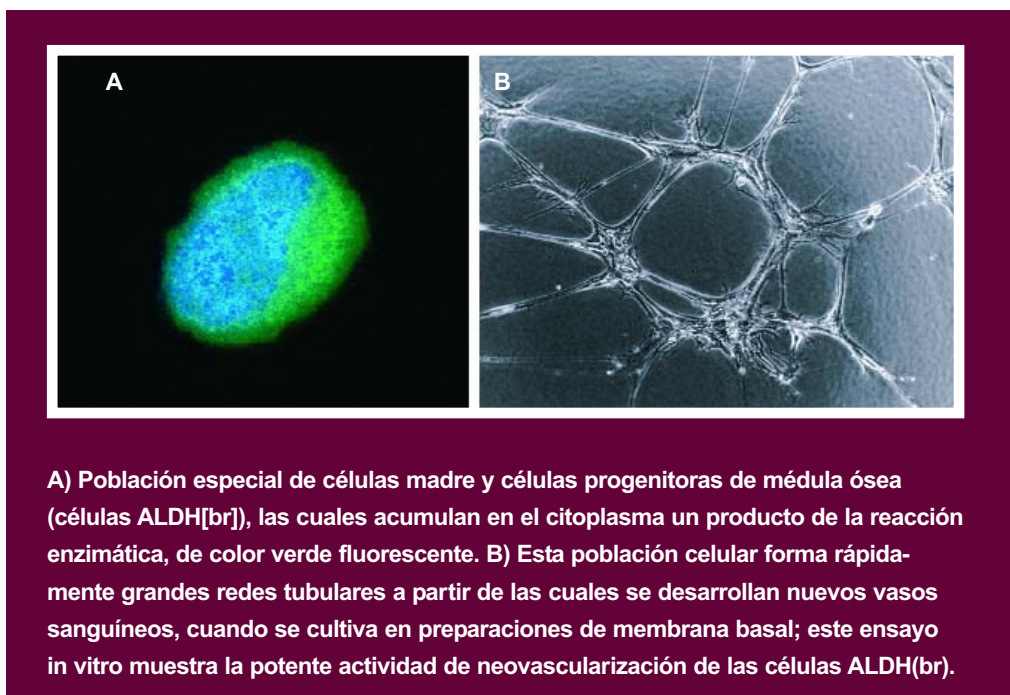 A
B
A) Población especial de células madre y células progenitoras de médula ósea
(células ALDH[br]), las cuales acumulan en el citoplasma un producto de la reacción
enzimática, de color verde fluorescente. B) Esta población celular forma rápida-
mente grandes redes tubulares a partir de las cuales se desarrollan nuevos vasos
sanguíneos, cuando se cultiva en preparaciones de membrana basal; este ensayo
in vitro muestra la potente actividad de neovascularización de las células ALDH(br).